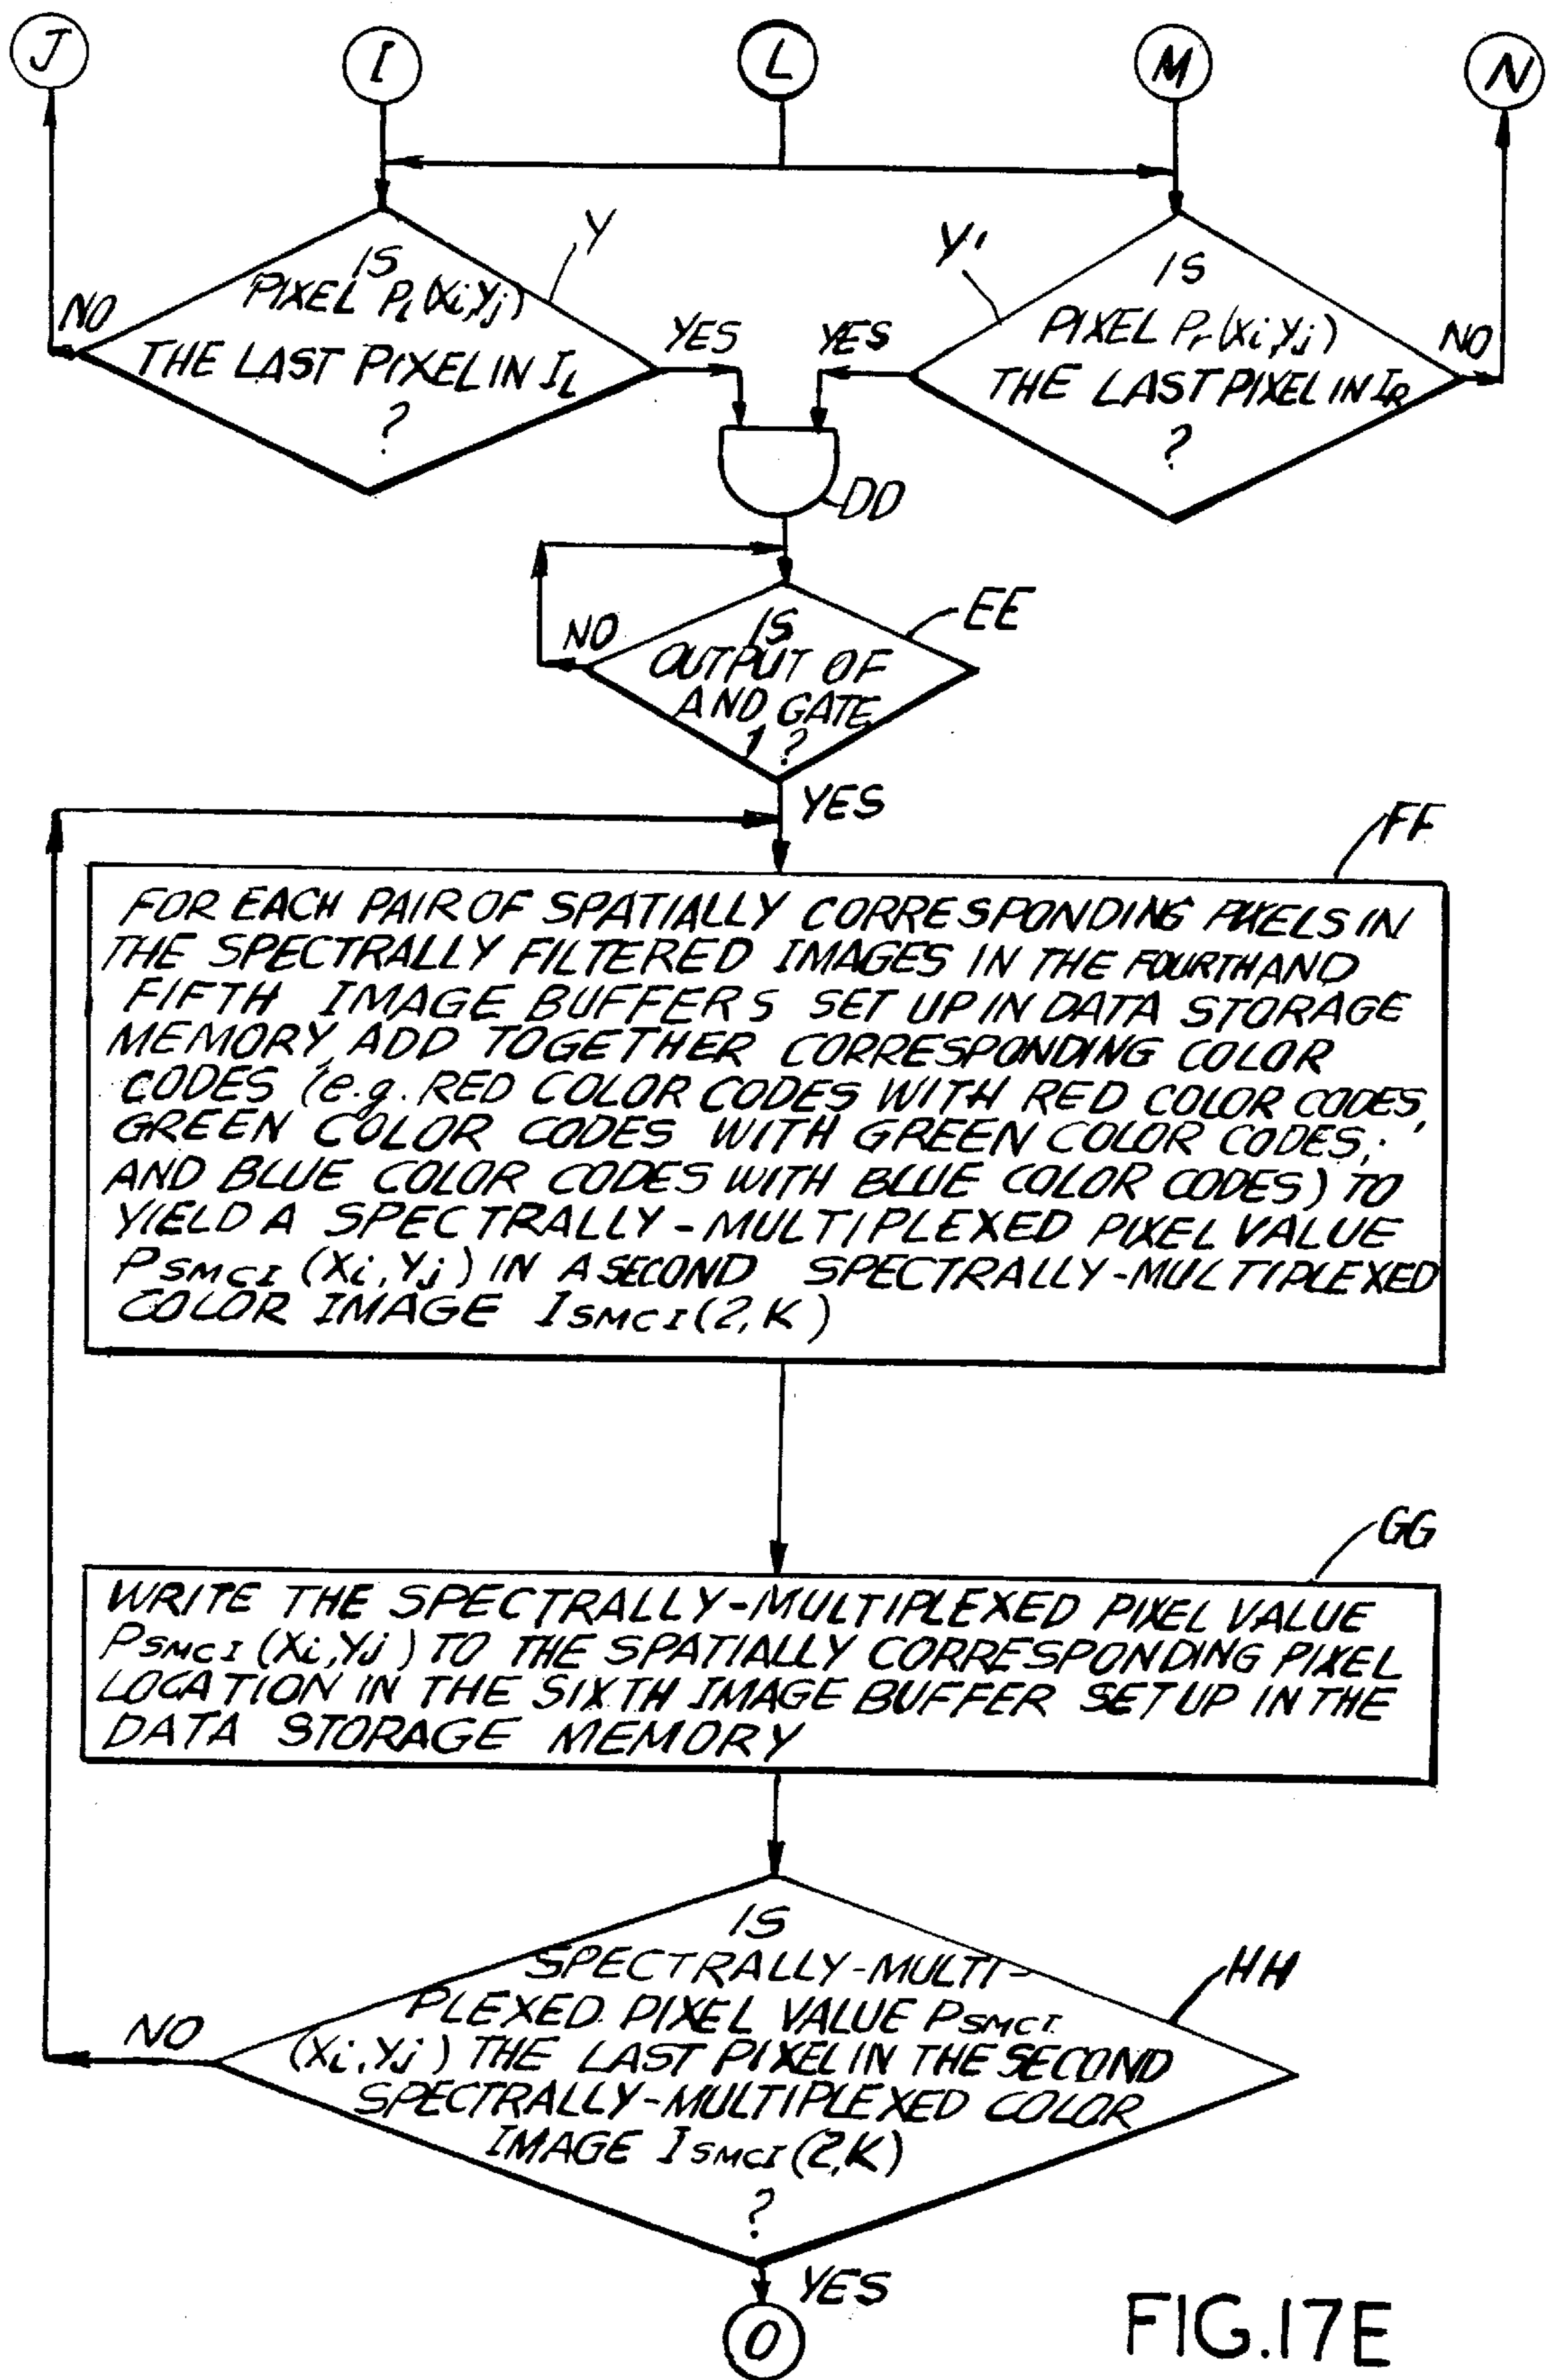 J
I
L
M
N
Y
IS
PIXEL Pl(Xi,Yj)
THE LAST PIXEL IN IL
?
NO
YES
Y'
IS
PIXEL Pr(Xi,Yj)
THE LAST PIXEL IN IR
?
YES
NO
DD
EE
IS
OUTPUT OF
AND GATE
1 ?
NO
YES
FF
FOR EACH PAIR OF SPATIALLY CORRESPONDING PIXELS IN
THE SPECTRALLY FILTERED IMAGES IN THE FOURTH AND
FIFTH IMAGE BUFFERS SET UP IN DATA STORAGE
MEMORY, ADD TOGETHER CORRESPONDING COLOR
CODES (e.g. RED COLOR CODES WITH RED COLOR CODES,
GREEN COLOR CODES WITH GREEN COLOR CODES;
AND BLUE COLOR CODES WITH BLUE COLOR CODES) TO
YIELD A SPECTRALLY-MULTIPLEXED PIXEL VALUE
PSMCI (Xi,Yj) IN A SECOND SPECTRALLY-MULTIPLEXED
COLOR IMAGE ISMCI(2,K)
GG
WRITE THE SPECTRALLY-MULTIPLEXED PIXEL VALUE
PSMCI (Xi,Yj) TO THE SPATIALLY CORRESPONDING PIXEL
LOCATION IN THE SIXTH IMAGE BUFFER SET UP IN THE
DATA STORAGE MEMORY
HH
IS
SPECTRALLY-MULTI-
PLEXED PIXEL VALUE PSMCI
(Xi,Yj) THE LAST PIXEL IN THE SECOND
SPECTRALLY-MULTIPLEXED COLOR
IMAGE ISMCI(2,K)
?
NO
YES
O
FIG.17E